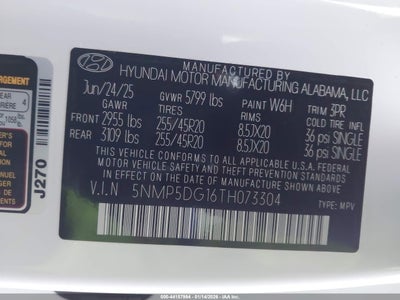 MANUFACTURED BY
HYUNDAI MOTOR MANUFACTURING ALABAMA, LLC
Jun/24/25 GVWR 5799 lbs PAINT W6H TRIM 3PR
GAWR TIRES RIMS COLD TIRE INFL.
FRONT 2955 lbs 255/45R20 8.5JX20 36 psi SINGLE
REAR 3109 lbs 255/45R20 8.5JX20 36 psi SINGLE
THIS VEHICLE CONFORMS TO ALL APPLICABLE
U.S.A. FEDERAL MOTOR VEHICLE SAFETY, BUMPER,
AND THEFT PREVENTION STANDARDS IN EFFECT ON
THE DATE OF MANUFACTURE SHOWN ABOVE.
V.I.N 5NMP5DG16TH073304
TYPE: MPV
J270
4